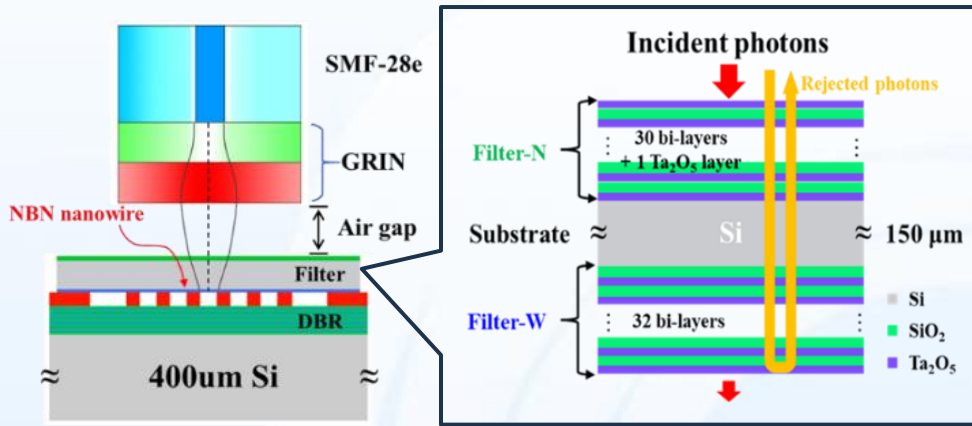 SMF-28e
GRIN
NBN nanowire
Air gap
Filter
DBR
≈ 400um Si ≈
Incident photons
Rejected photons
Filter-N
30 bi-layers
+ 1 Ta₂O₅ layer
Substrate ≈ Si ≈ 150 μm
Filter-W
32 bi-layers
Si
SiO₂
Ta₂O₅